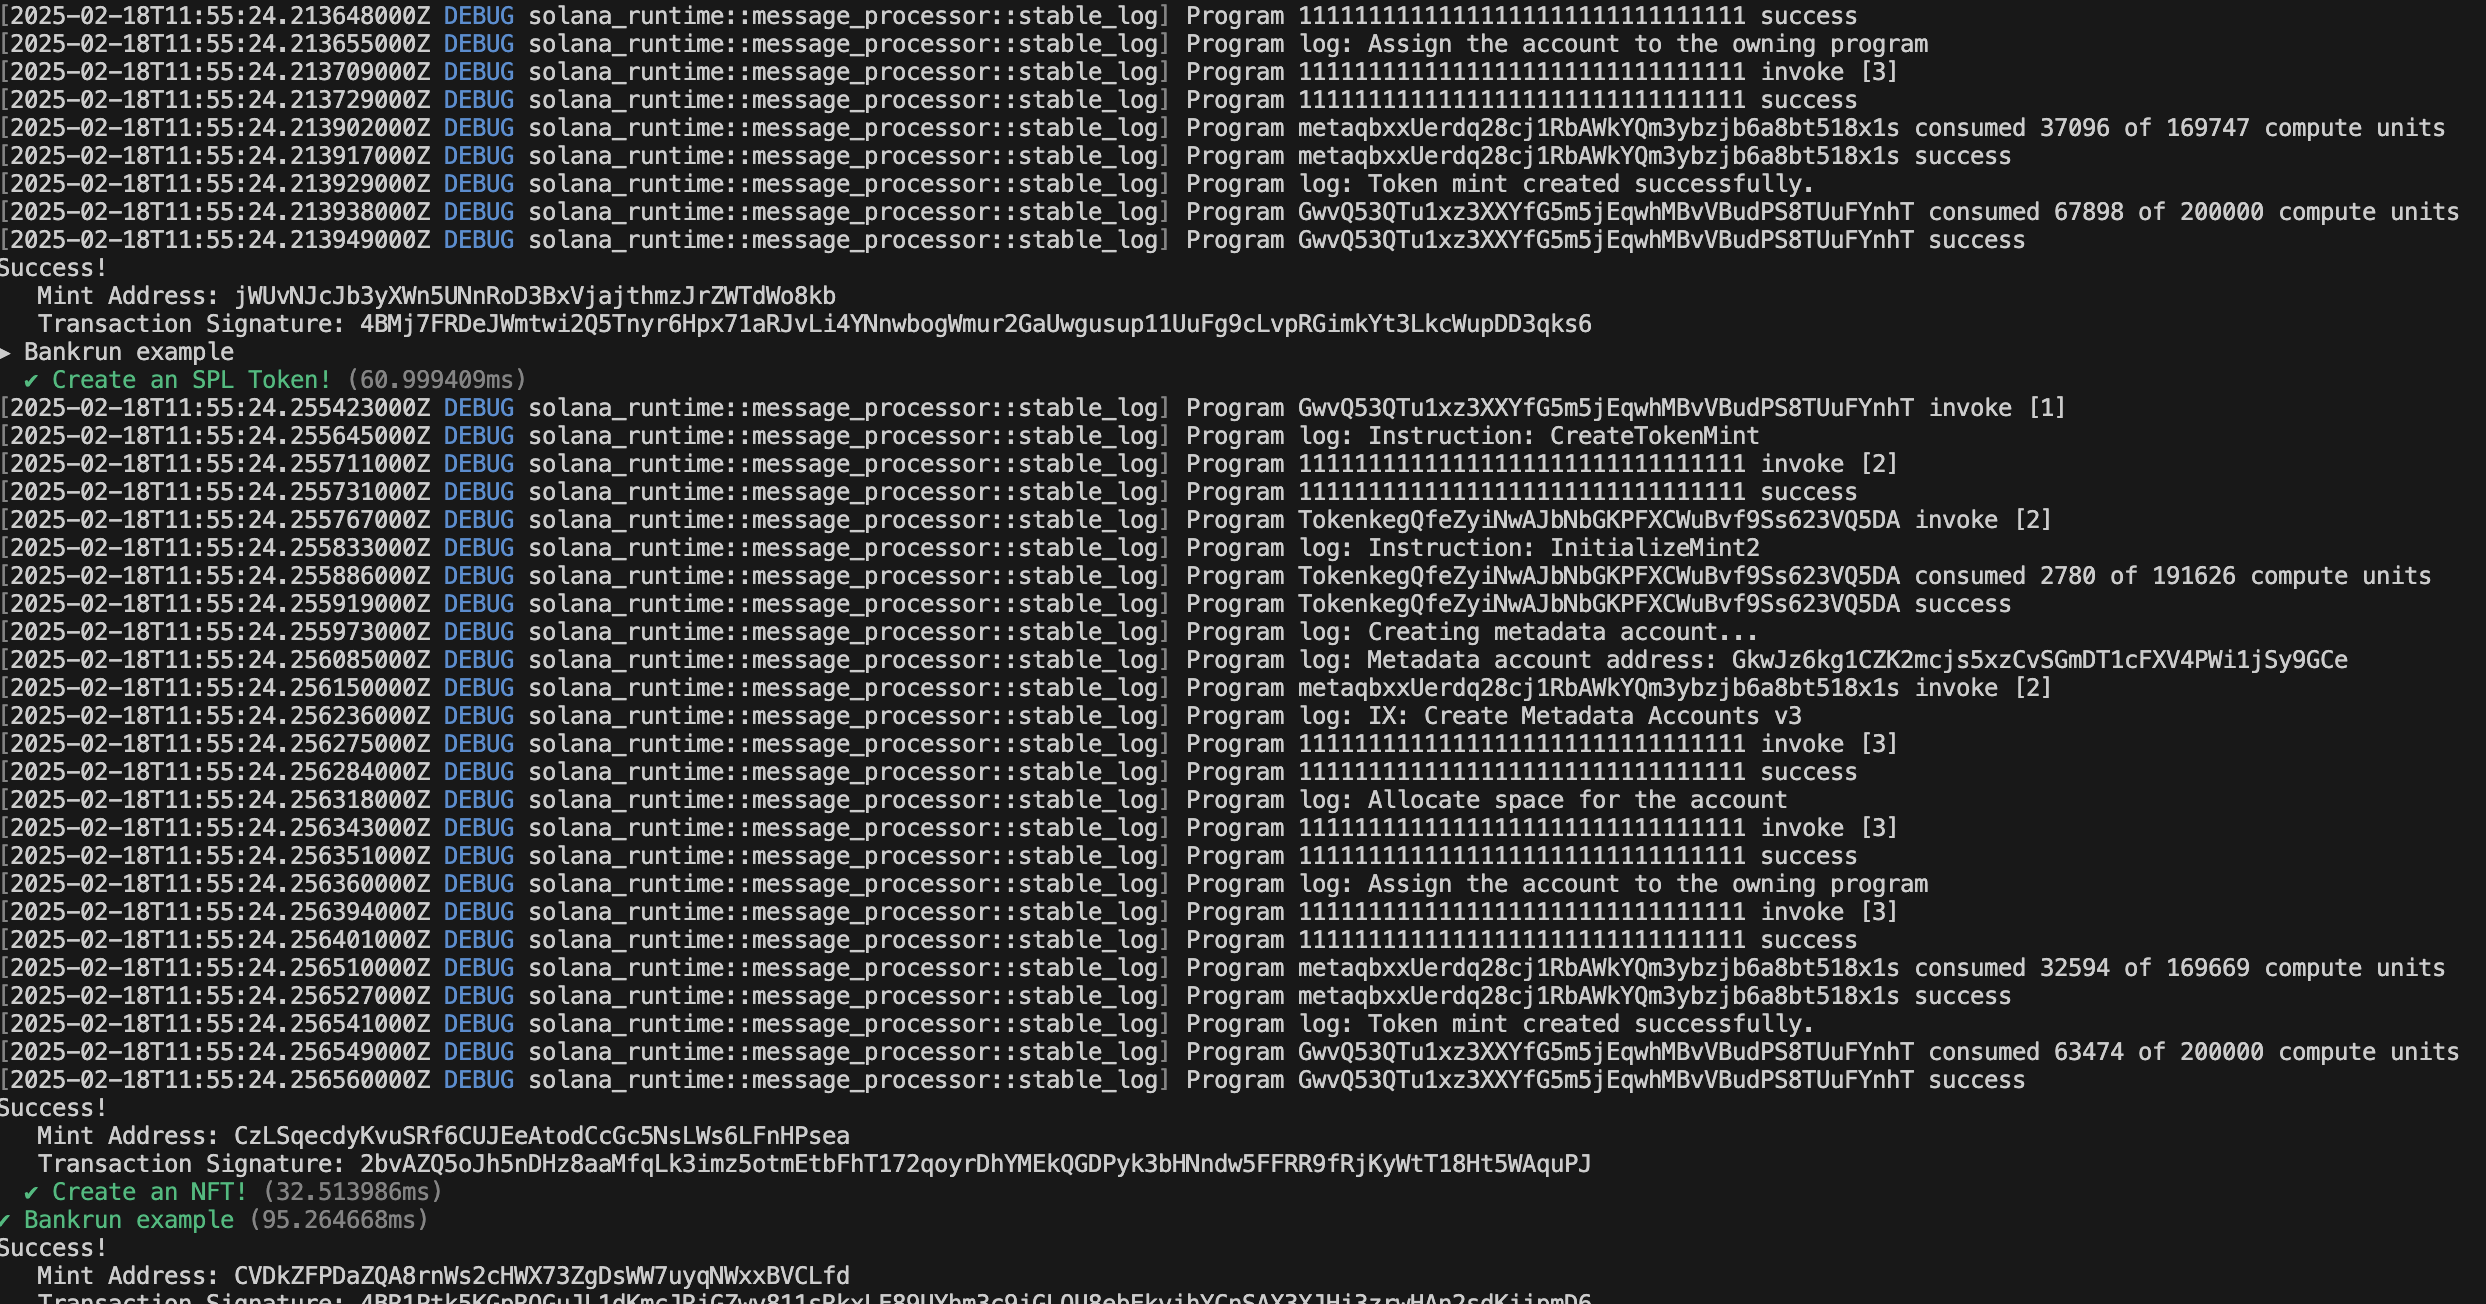 [2025-02-18T11:55:24.213648000Z DEBUG solana_runtime::message_processor::stable_log] Program 11111111111111111111111111111111 success
[2025-02-18T11:55:24.213655000Z DEBUG solana_runtime::message_processor::stable_log] Program log: Assign the account to the owning program
[2025-02-18T11:55:24.213709000Z DEBUG solana_runtime::message_processor::stable_log] Program 11111111111111111111111111111111 invoke [3]
[2025-02-18T11:55:24.213729000Z DEBUG solana_runtime::message_processor::stable_log] Program 11111111111111111111111111111111 success
[2025-02-18T11:55:24.213902000Z DEBUG solana_runtime::message_processor::stable_log] Program metaqbxxUerdq28cj1RbAWkYQm3ybzjb6a8bt518x1s consumed 37096 of 169747 compute units
[2025-02-18T11:55:24.213917000Z DEBUG solana_runtime::message_processor::stable_log] Program metaqbxxUerdq28cj1RbAWkYQm3ybzjb6a8bt518x1s success
[2025-02-18T11:55:24.213929000Z DEBUG solana_runtime::message_processor::stable_log] Program log: Token mint created successfully.
[2025-02-18T11:55:24.213938000Z DEBUG solana_runtime::message_processor::stable_log] Program GwvQ53QTu1xz3XXYfG5m5jEqwhMBvVBudPS8TUuFYnhT consumed 67898 of 200000 compute units
[2025-02-18T11:55:24.213949000Z DEBUG solana_runtime::message_processor::stable_log] Program GwvQ53QTu1xz3XXYfG5m5jEqwhMBvVBudPS8TUuFYnhT success
Success!
Mint Address: jWUvNJcJb3yXWn5UNnRoD3BxVjajthmzJrZWTdWo8kb
Transaction Signature: 4BMj7FRDeJWmtwi2Q5Tnyr6Hpx71aRJvLi4YNnwbogWmur2GaUwgusup11UuFg9cLvpRGimkYt3LkcWupDD3qks6
▶ Bankrun example
✔ Create an SPL Token! (60.999409ms)
[2025-02-18T11:55:24.255423000Z DEBUG solana_runtime::message_processor::stable_log] Program GwvQ53QTu1xz3XXYfG5m5jEqwhMBvVBudPS8TUuFYnhT invoke [1]
[2025-02-18T11:55:24.255645000Z DEBUG solana_runtime::message_processor::stable_log] Program log: Instruction: CreateTokenMint
[2025-02-18T11:55:24.255711000Z DEBUG solana_runtime::message_processor::stable_log] Program 11111111111111111111111111111111 invoke [2]
[2025-02-18T11:55:24.255731000Z DEBUG solana_runtime::message_processor::stable_log] Program 11111111111111111111111111111111 success
[2025-02-18T11:55:24.255767000Z DEBUG solana_runtime::message_processor::stable_log] Program TokenkegQfeZyiNwAJbNbGKPFXCWuBvf9Ss623VQ5DA invoke [2]
[2025-02-18T11:55:24.255833000Z DEBUG solana_runtime::message_processor::stable_log] Program log: Instruction: InitializeMint2
[2025-02-18T11:55:24.255886000Z DEBUG solana_runtime::message_processor::stable_log] Program TokenkegQfeZyiNwAJbNbGKPFXCWuBvf9Ss623VQ5DA consumed 2780 of 191626 compute units
[2025-02-18T11:55:24.255919000Z DEBUG solana_runtime::message_processor::stable_log] Program TokenkegQfeZyiNwAJbNbGKPFXCWuBvf9Ss623VQ5DA success
[2025-02-18T11:55:24.255973000Z DEBUG solana_runtime::message_processor::stable_log] Program log: Creating metadata account...
[2025-02-18T11:55:24.256085000Z DEBUG solana_runtime::message_processor::stable_log] Program log: Metadata account address: GkwJz6kg1CZK2mcjs5xzCvSGmDT1cFXV4PWi1jSy9GCe
[2025-02-18T11:55:24.256150000Z DEBUG solana_runtime::message_processor::stable_log] Program metaqbxxUerdq28cj1RbAWkYQm3ybzjb6a8bt518x1s invoke [2]
[2025-02-18T11:55:24.256236000Z DEBUG solana_runtime::message_processor::stable_log] Program log: IX: Create Metadata Accounts v3
[2025-02-18T11:55:24.256275000Z DEBUG solana_runtime::message_processor::stable_log] Program 11111111111111111111111111111111 invoke [3]
[2025-02-18T11:55:24.256284000Z DEBUG solana_runtime::message_processor::stable_log] Program 11111111111111111111111111111111 success
[2025-02-18T11:55:24.256318000Z DEBUG solana_runtime::message_processor::stable_log] Program log: Allocate space for the account
[2025-02-18T11:55:24.256343000Z DEBUG solana_runtime::message_processor::stable_log] Program 11111111111111111111111111111111 invoke [3]
[2025-02-18T11:55:24.256351000Z DEBUG solana_runtime::message_processor::stable_log] Program 11111111111111111111111111111111 success
[2025-02-18T11:55:24.256360000Z DEBUG solana_runtime::message_processor::stable_log] Program log: Assign the account to the owning program
[2025-02-18T11:55:24.256394000Z DEBUG solana_runtime::message_processor::stable_log] Program 11111111111111111111111111111111 invoke [3]
[2025-02-18T11:55:24.256401000Z DEBUG solana_runtime::message_processor::stable_log] Program 11111111111111111111111111111111 success
[2025-02-18T11:55:24.256510000Z DEBUG solana_runtime::message_processor::stable_log] Program metaqbxxUerdq28cj1RbAWkYQm3ybzjb6a8bt518x1s consumed 32594 of 169669 compute units
[2025-02-18T11:55:24.256527000Z DEBUG solana_runtime::message_processor::stable_log] Program metaqbxxUerdq28cj1RbAWkYQm3ybzjb6a8bt518x1s success
[2025-02-18T11:55:24.256541000Z DEBUG solana_runtime::message_processor::stable_log] Program log: Token mint created successfully.
[2025-02-18T11:55:24.256549000Z DEBUG solana_runtime::message_processor::stable_log] Program GwvQ53QTu1xz3XXYfG5m5jEqwhMBvVBudPS8TUuFYnhT consumed 63474 of 200000 compute units
[2025-02-18T11:55:24.256560000Z DEBUG solana_runtime::message_processor::stable_log] Program GwvQ53QTu1xz3XXYfG5m5jEqwhMBvVBudPS8TUuFYnhT success
Success!
Mint Address: CzLSqecdyKvuSRf6CUJEeAtodCcGc5NsLWs6LFnHPsea
Transaction Signature: 2bvAZQ5oJh5nDHz8aaMfqLk3imz5otmEtbFhT172qoyrDhYMEkQGDPyk3bHNndw5FFRR9fRjKyWtT18Ht5WAquPJ
✔ Create an NFT! (32.513986ms)
✔ Bankrun example (95.264668ms)
Success!
Mint Address: CVDkZFPDaZQA8rnWs2cHWX73ZgDsWW7uyqNWxxBVCLfd
Transaction Signature: